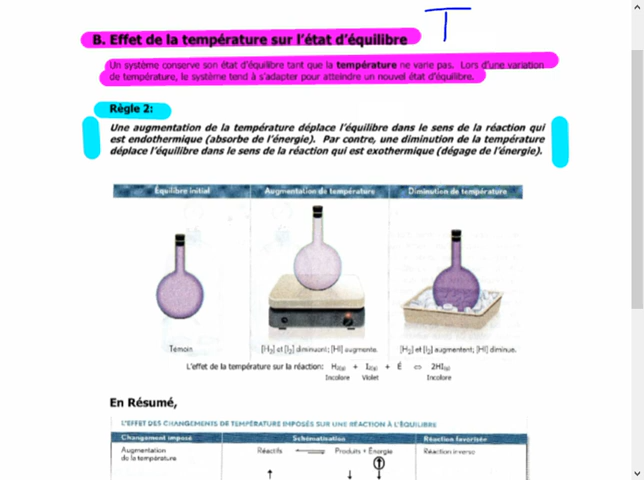 T
B. Effet de la température sur l'état d'équilibre
Un système conserve son état d'équilibre tant que la température ne varie pas. Lors d'une variation
de température, le système tend à s'adapter pour atteindre un nouvel état d'équilibre.
Règle 2:
Une augmentation de la température déplace l'équilibre dans le sens de la réaction qui
est endothermique (absorbe de l'énergie). Par contre, une diminution de la température
déplace l'équilibre dans le sens de la réaction qui est exothermique (dégage de l'énergie).
Équilibre initial Augmentation de température Diminution de température
Témoin [H₂] et [I₂] diminuent; [HI] augmente. [H₂] et [I₂] augmentent; [HI] diminue.
L'effet de la température sur la réaction: H₂(g) + I₂(g) + É ⇔ 2HI(g)
Incolore Violet Incolore
En Résumé,
L'EFFET DES CHANGEMENTS DE TEMPÉRATURE IMPOSÉS SUR UNE RÉACTION À L'ÉQUILIBRE
Changement imposé Schématisation Réaction favorisée
Augmentation Réactifs Produits + Énergie Réaction inverse
de la température